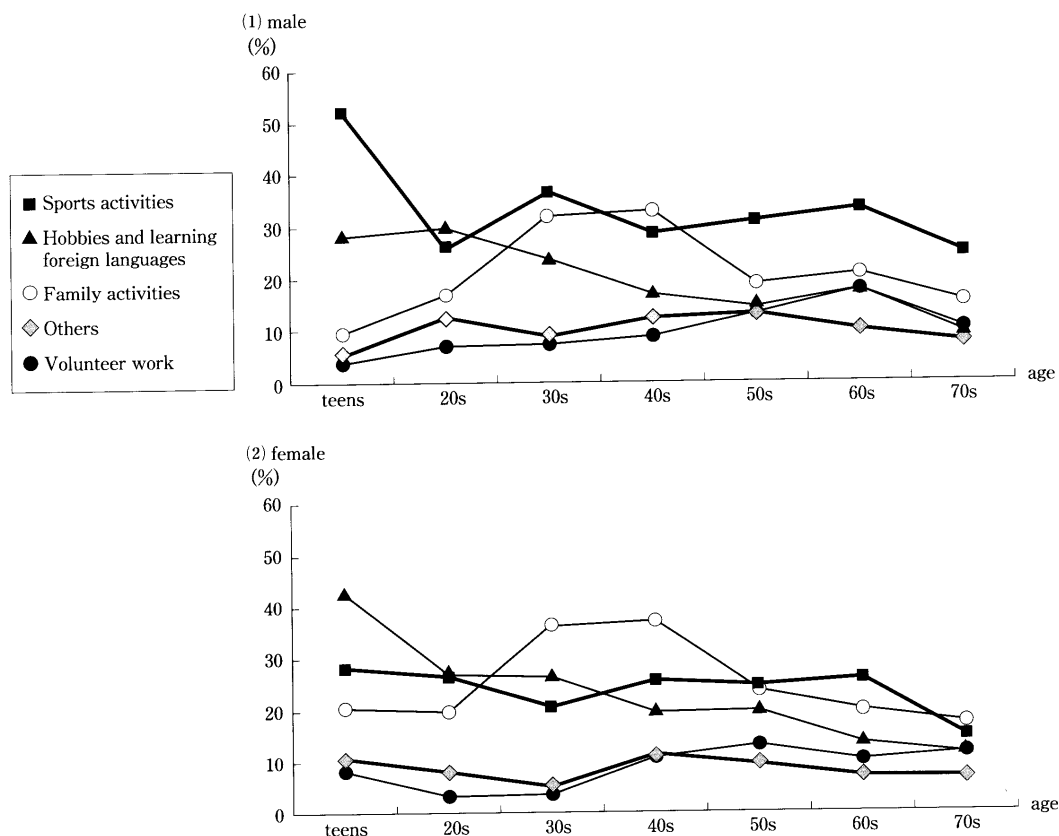 (1) male
(%)
60
50
40
30
20
10
0
teens 20s 30s 40s 50s 60s 70s age
Sports activities
Hobbies and learning
foreign languages
Family activities
Others
Volunteer work
(2) female
(%)
60
50
40
30
20
10
0
teens 20s 30s 40s 50s 60s 70s age